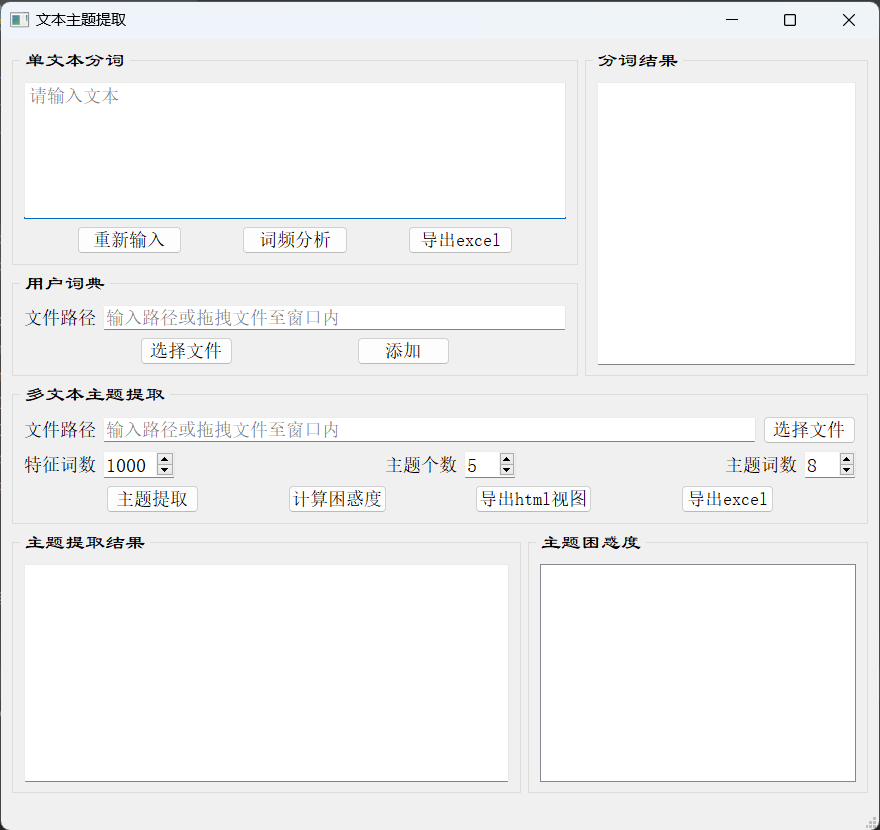 文本主题提取
单文本分词
请输入文本
重新输入 词频分析 导出excel
分词结果
用户词典
文件路径 输入路径或拖拽文件至窗口内
选择文件 添加
多文本主题提取
文件路径 输入路径或拖拽文件至窗口内 选择文件
特征词数 1000 主题个数 5 主题词数 8
主题提取 计算困惑度 导出html视图 导出excel
主题提取结果
主题困惑度